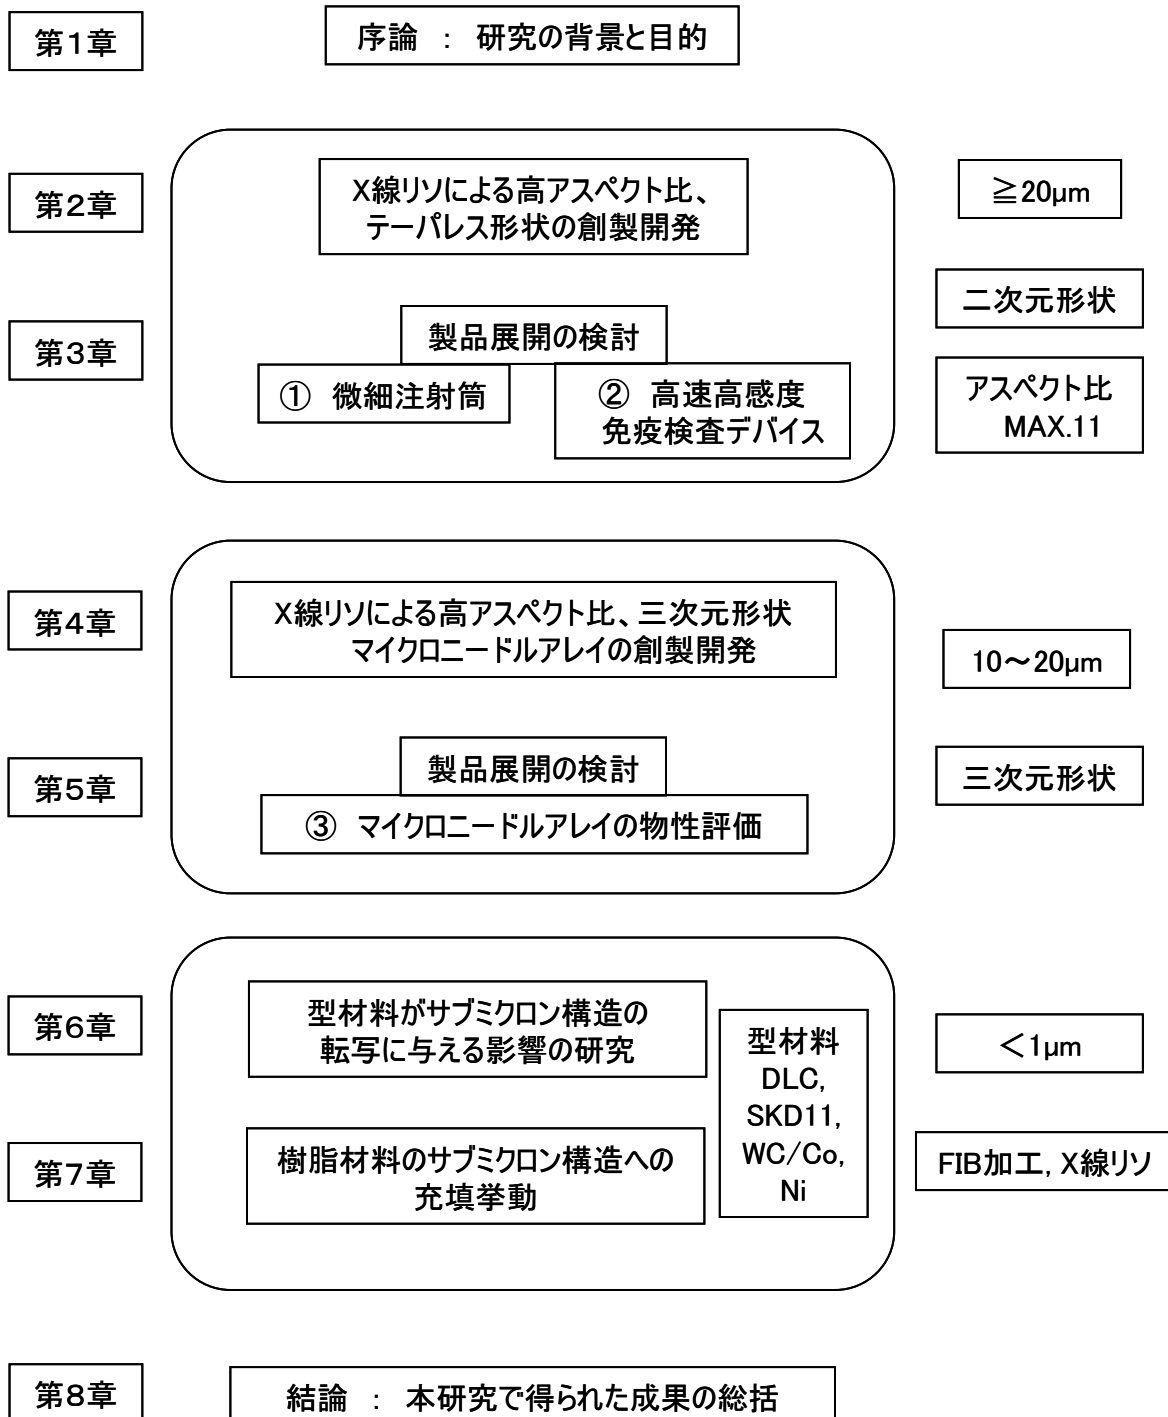 第1章
序論 ： 研究の背景と目的
第2章
X線リソによる高アスペクト比、
テーパレス形状の創製開発
≧20μm
二次元形状
第3章
製品展開の検討
① 微細注射筒
② 高速高感度
免疫検査デバイス
アスペクト比
MAX.11
第4章
X線リソによる高アスペクト比、三次元形状
マイクロニードルアレイの創製開発
10～20μm
第5章
製品展開の検討
③ マイクロニードルアレイの物性評価
三次元形状
第6章
型材料がサブミクロン構造の
転写に与える影響の研究
型材料
DLC,
SKD11,
WC/Co,
Ni
＜1μm
第7章
樹脂材料のサブミクロン構造への
充填挙動
FIB加工, X線リソ
第8章
結論 ： 本研究で得られた成果の総括